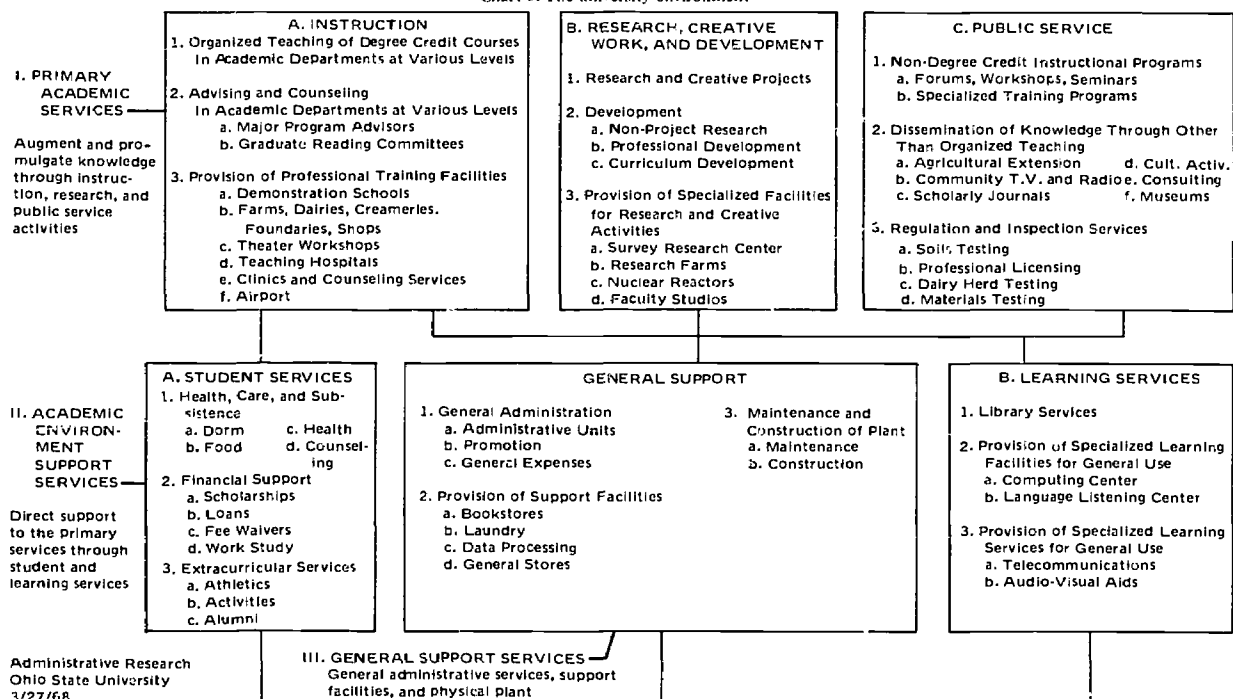 I. PRIMARY
ACADEMIC
SERVICES
Augment and pro-
mulgate knowledge
through instruc-
tion, research, and
public service
activities
A. INSTRUCTION
1. Organized Teaching of Degree Credit Courses
In Academic Departments at Various Levels
2. Advising and Counseling
In Academic Departments at Various Levels
a. Major Program Advisors
b. Graduate Reading Committees
3. Provision of Professional Training Facilities
a. Demonstration Schools
b. Farms, Dairies, Creameries.
Foundaries, Shops
c. Theater Workshops
d. Teaching Hospitals
e. Clinics and Counseling Services
f. Airport
B. RESEARCH, CREATIVE
WORK, AND DEVELOPMENT
1. Research and Creative Projects
2. Development
a. Non-Project Research
b. Professional Development
c. Curriculum Development
3. Provision of Specialized Facilities
for Research and Creative
Activities
a. Survey Research Center
b. Research Farms
c. Nuclear Reactors
d. Faculty Studios
C. PUBLIC SERVICE
1. Non-Degree Credit Instructional Programs
a. Forums, Workshops, Seminars
b. Specialized Training Programs
2. Dissemination of Knowledge Through Other
Than Organized Teaching
a. Agricultural Extension d. Cult. Activ.
b. Community T.V. and Radio e. Consulting
c. Scholarly Journals f. Museums
3. Regulation and Inspection Services
a. Soils Testing
b. Professional Licensing
c. Dairy Herd Testing
d. Materials Testing
II. ACADEMIC
ENVIRON-
MENT
SUPPORT
SERVICES
Direct support
to the primary
services through
student and
learning services
A. STUDENT SERVICES
1. Health, Care, and Sub-
sistence
a. Dorm c. Health
b. Food d. Counsel-
ing
2. Financial Support
a. Scholarships
b. Loans
c. Fee Waivers
d. Work Study
3. Extracurricular Services
a. Athletics
b. Activities
c. Alumni
GENERAL SUPPORT
1. General Administration
a. Administrative Units
b. Promotion
c. General Expenses
2. Provision of Support Facilities
a. Bookstores
b. Laundry
c. Data Processing
d. General Stores
3. Maintenance and
Construction of Plant
a. Maintenance
b. Construction
B. LEARNING SERVICES
1. Library Services
2. Provision of Specialized Learning
Facilities for General Use
a. Computing Center
b. Language Listening Center
3. Provision of Specialized Learning
Services for General Use
a. Telecommunications
b. Audio-Visual Aids
III. GENERAL SUPPORT SERVICES
General administrative services, support
facilities, and physical plant
Administrative Research
Ohio State University
3/27/68